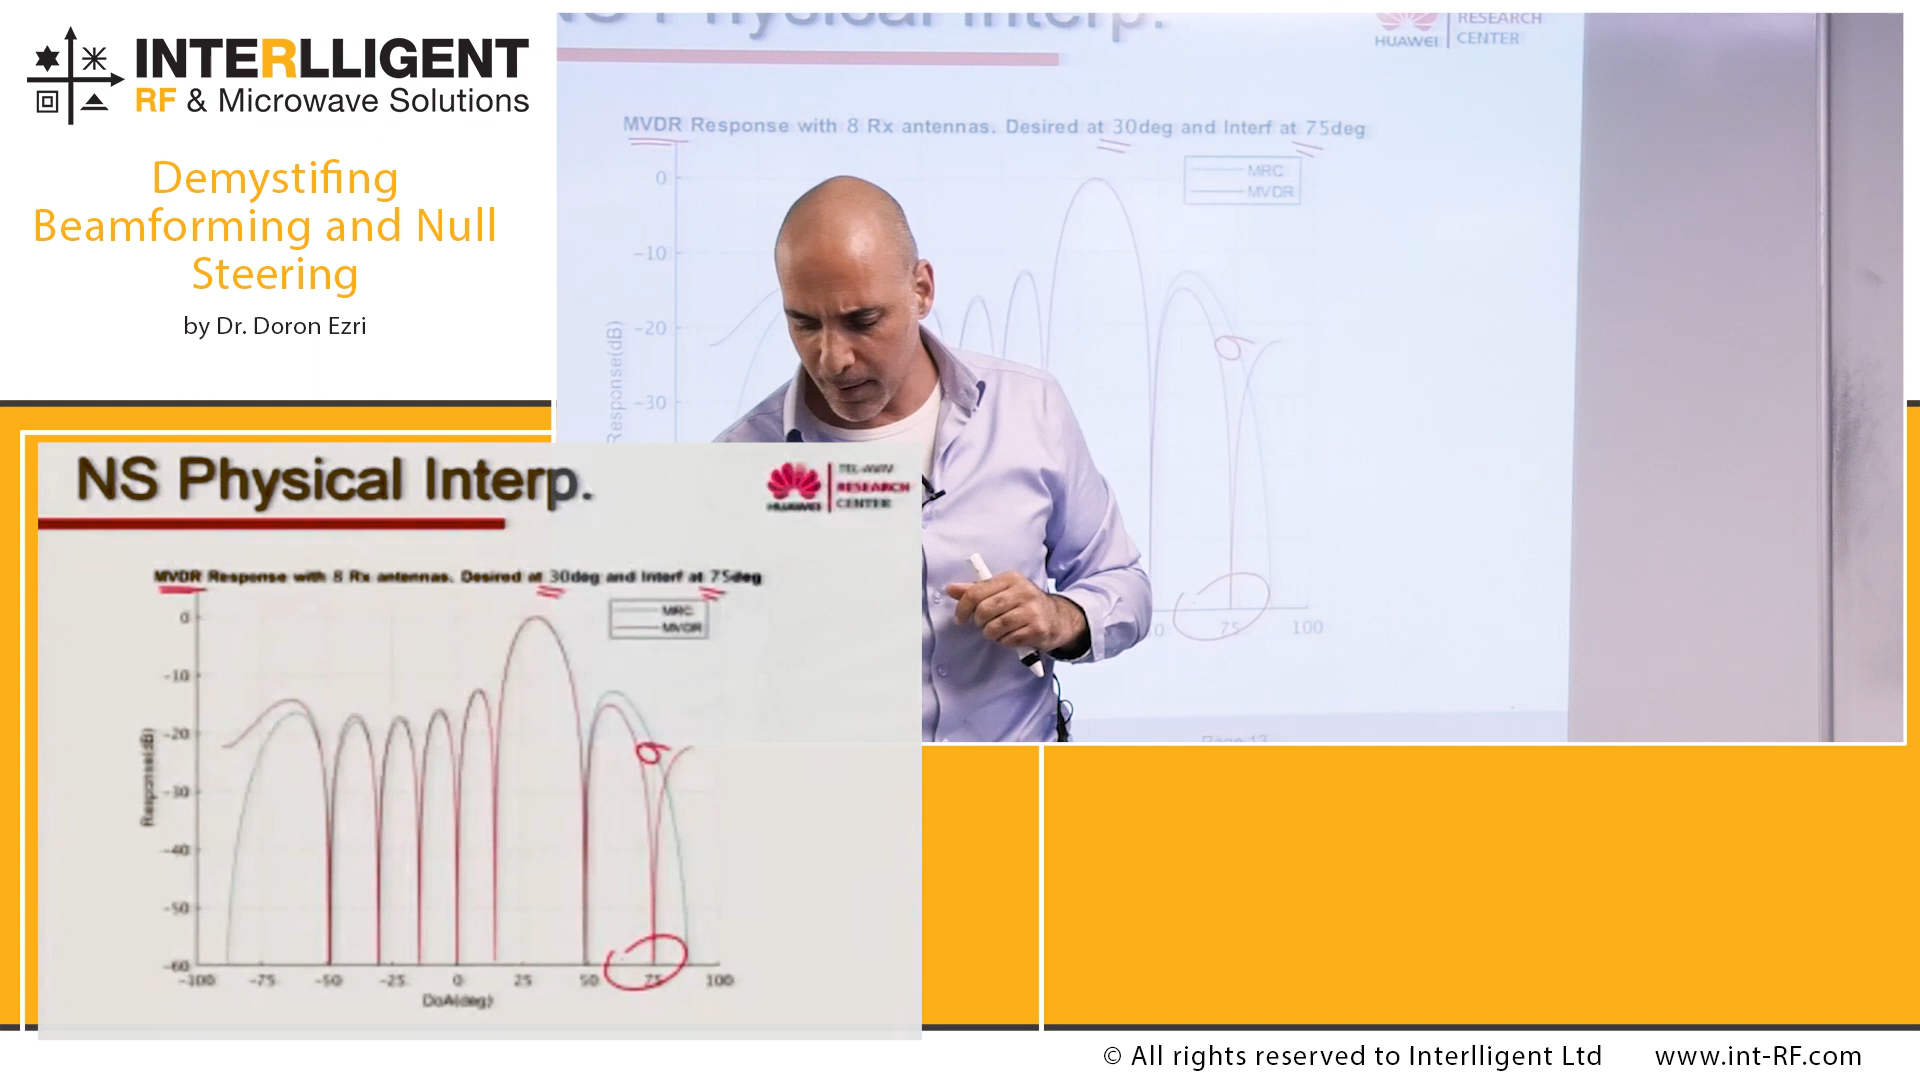 INTERLLIGENT
RF & Microwave Solutions
Demystifing
Beamforming and Null
Steering
by Dr. Doron Ezri
NS Physical Interp.
HUAWEI
RESEARCH
CENTER
MVDR Response with 8 Rx antennas. Desired at 30deg and Interf at 75deg
MRC
MVDR
0
-10
-20
-30
Response(dB)
75
100
NS Physical Interp.
HUAWEI
TEL-AVIV
RESEARCH
CENTER
MVDR Response with 8 Rx antennas. Desired at 30deg and Interf at 75deg
MRC
MVDR
0
-10
-20
-30
-40
-50
-60
Response(dB)
-100 -75 -50 -25 0 25 50 75 100
DoA(deg)
© All rights reserved to Interlligent Ltd
www.int-RF.com